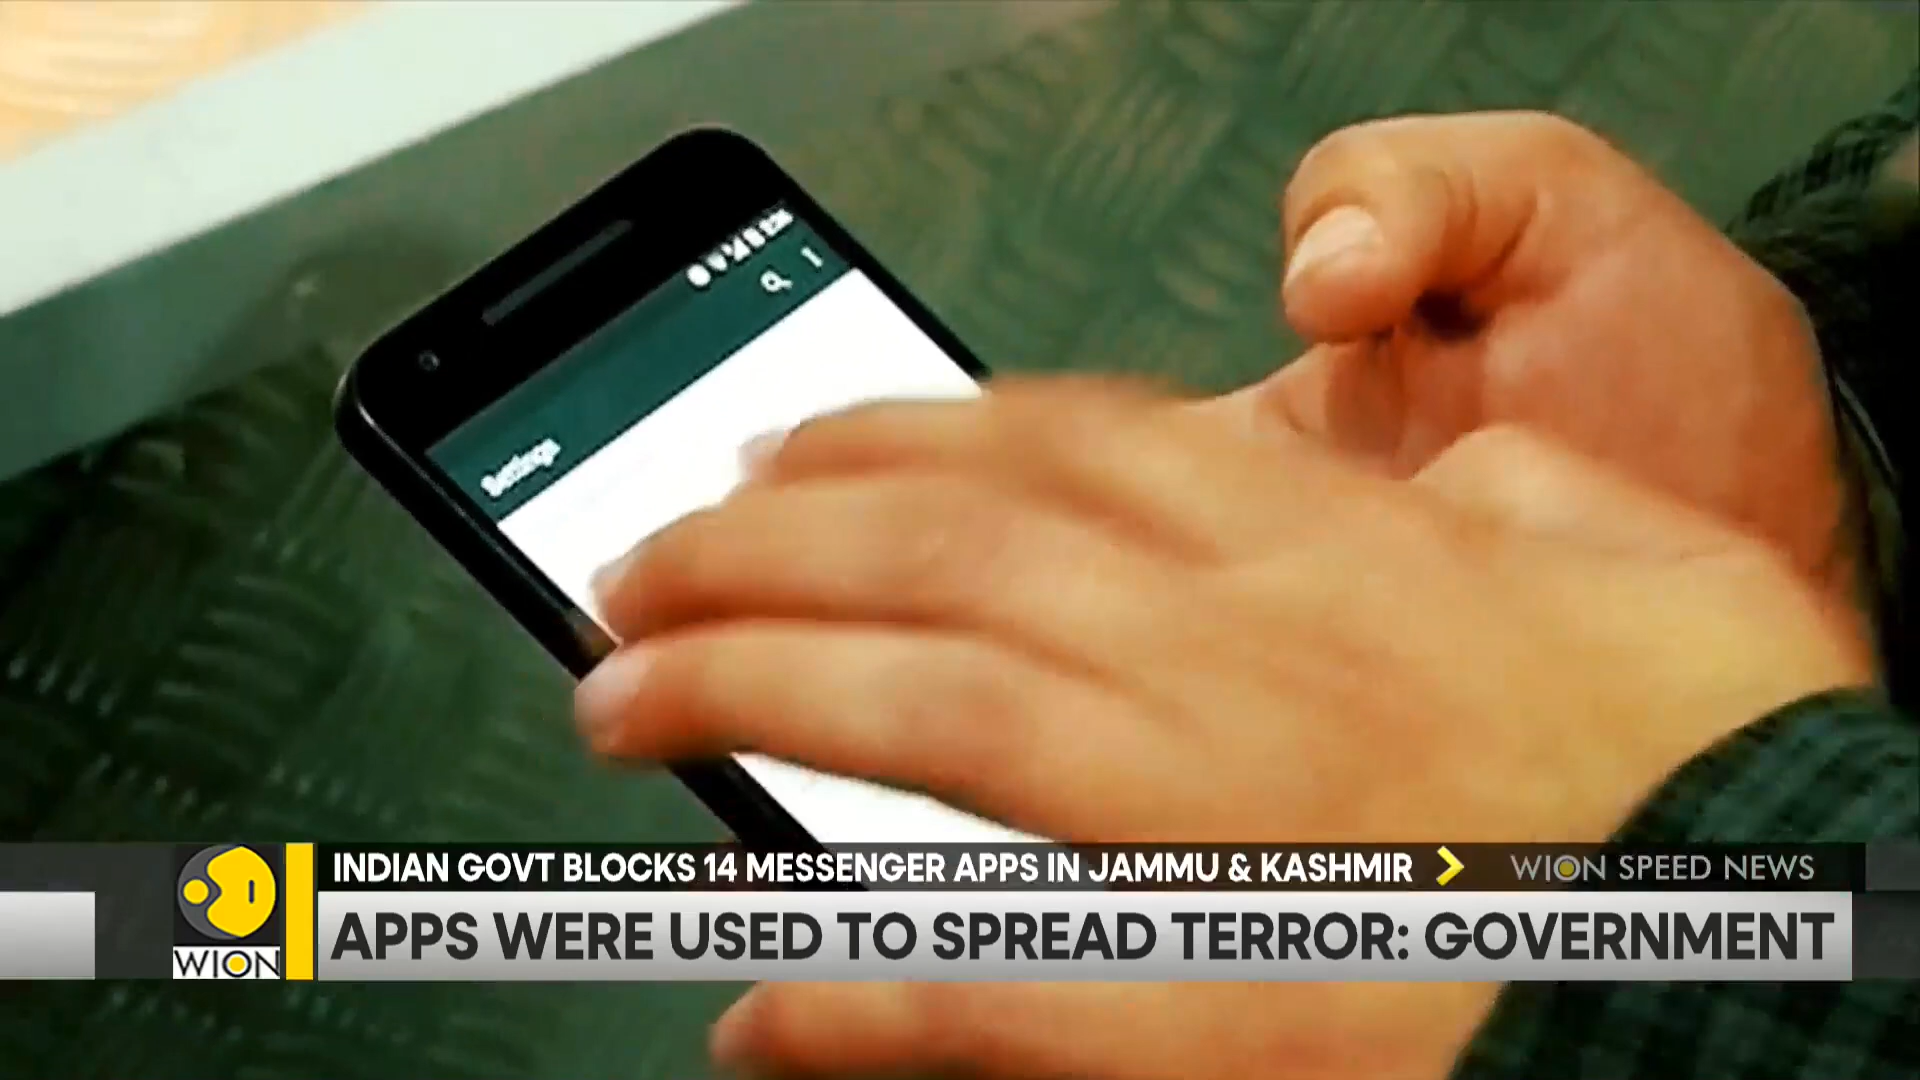 Settings
INDIAN GOVT BLOCKS 14 MESSENGER APPS IN JAMMU & KASHMIR
WION SPEED NEWS
APPS WERE USED TO SPREAD TERROR: GOVERNMENT
WION